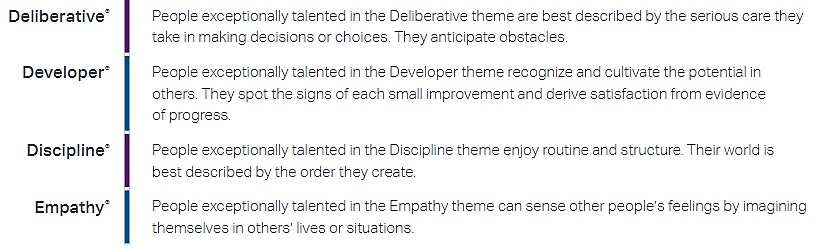 Deliberative®
People exceptionally talented in the Deliberative theme are best described by the serious care they
take in making decisions or choices. They anticipate obstacles.
Developer®
People exceptionally talented in the Developer theme recognize and cultivate the potential in
others. They spot the signs of each small improvement and derive satisfaction from evidence
of progress.
Discipline®
People exceptionally talented in the Discipline theme enjoy routine and structure. Their world is
best described by the order they create.
Empathy®
People exceptionally talented in the Empathy theme can sense other people's feelings by imagining
themselves in others' lives or situations.